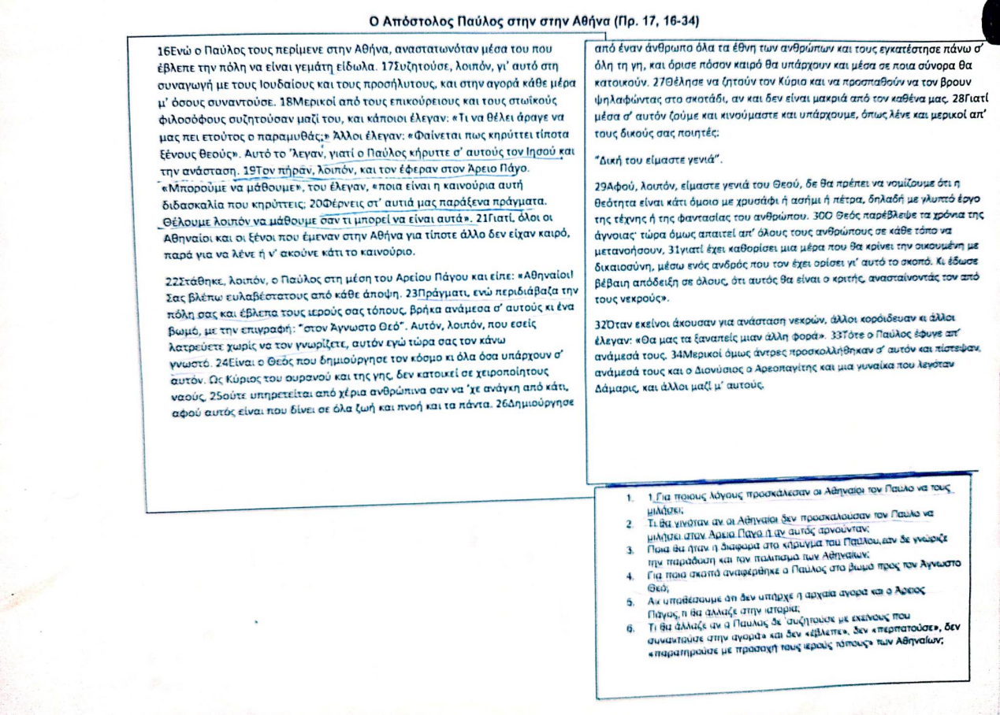 Ο Απόστολος Παύλος στην στην Αθήνα (Πρ. 17, 16-34)
16Ενώ ο Παύλος τους περίμενε στην Αθήνα, αναστατωνόταν μέσα του που
έβλεπε την πόλη να είναι γεμάτη είδωλα. 17Συζητούσε, λοιπόν, γι' αυτό στη
συναγωγή με τους Ιουδαίους και τους προσήλυτους, και στην αγορά κάθε μέρα
μ' όσους συναντούσε. 18Μερικοί από τους επικούρειους και τους στωϊκούς
φιλοσόφους συζητούσαν μαζί του, και κάποιοι έλεγαν: «Τι να θέλει άραγε να
μας πει ετούτος ο παραμυθάς;» Άλλοι έλεγαν: «Φαίνεται πως κηρύττει τίποτα
ξένους θεούς». Αυτό το 'λεγαν, γιατί ο Παύλος κήρυττε σ' αυτούς τον Ιησού και
την ανάσταση. 19Τον πήραν, λοιπόν, και τον έφεραν στον Άρειο Πάγο.
«Μπορούμε να μάθουμε», του έλεγαν, «ποια είναι η καινούρια αυτή
διδασκαλία που κηρύττεις; 20Φέρνεις στ' αυτιά μας παράξενα πράγματα.
Θέλουμε λοιπόν να μάθουμε σαν τι μπορεί να είναι αυτά». 21Γιατί, όλοι οι
Αθηναίοι και οι ξένοι που έμεναν στην Αθήνα για τίποτε άλλο δεν είχαν καιρό,
παρά για να λένε ή ν' ακούνε κάτι το καινούριο.
22Στάθηκε, λοιπόν, ο Παύλος στη μέση του Αρείου Πάγου και είπε: «Αθηναίοι!
Σας βλέπω ευλαβέστατους από κάθε άποψη. 23Πράγματι, ενώ περιδιάβαζα την
πόλη σας και έβλεπα τους ιερούς σας τόπους, βρήκα ανάμεσα σ' αυτούς κι ένα
βωμό, με την επιγραφή: "στον Άγνωστο Θεό". Αυτόν, λοιπόν, που εσείς
λατρεύετε χωρίς να τον γνωρίζετε, αυτόν εγώ τώρα σας τον κάνω
γνωστό. 24Είναι ο Θεός που δημιούργησε τον κόσμο κι όλα όσα υπάρχουν σ'
αυτόν. Ως Κύριος του ουρανού και της γης, δεν κατοικεί σε χειροποίητους
ναούς, 25ούτε υπηρετείται από χέρια ανθρώπινα σαν να 'χε ανάγκη από κάτι,
αφού αυτός είναι που δίνει σε όλα ζωή και πνοή και τα πάντα. 26Δημιούργησε
από έναν άνθρωπο όλα τα έθνη των ανθρώπων και τους εγκατέστησε πάνω σ'
όλη τη γη, και όρισε πόσον καιρό θα υπάρχουν και μέσα σε ποια σύνορα θα
κατοικούν. 27Θέλησε να ζητούν τον Κύριο και να προσπαθούν να τον βρουν
ψηλαφώντας στο σκοτάδι, αν και δεν είναι μακριά από τον καθένα μας. 28Γιατί
μέσα σ' αυτόν ζούμε και κινούμαστε και υπάρχουμε, όπως λένε και μερικοί απ'
τους δικούς σας ποιητές:
"Δική του είμαστε γενιά".
29Αφού, λοιπόν, είμαστε γενιά του Θεού, δε θα πρέπει να νομίζουμε ότι η
θεότητα είναι κάτι όμοιο με χρυσάφι ή ασήμι ή πέτρα, δηλαδή με γλυπτό έργο
της τέχνης ή της φαντασίας του ανθρώπου. 30Ο Θεός παρέβλεψε τα χρόνια της
άγνοιας· τώρα όμως απαιτεί απ' όλους τους ανθρώπους σε κάθε τόπο να
μετανοήσουν, 31γιατί έχει καθορίσει μια μέρα που θα κρίνει την οικουμένη με
δικαιοσύνη, μέσω ενός ανδρός που τον έχει ορίσει γι' αυτό το σκοπό. Κι έδωσε
βέβαιη απόδειξη σε όλους, ότι αυτός θα είναι ο κριτής, ανασταίνοντάς τον από
τους νεκρούς».
32Όταν εκείνοι άκουσαν για ανάσταση νεκρών, άλλοι κορόιδευαν κι άλλοι
έλεγαν: «Θα μας τα ξαναπείς μιαν άλλη φορά». 33Τότε ο Παύλος έφυγε απ'
ανάμεσά τους. 34Μερικοί όμως άντρες προσκολλήθηκαν σ' αυτόν και πίστεψαν,
ανάμεσά τους και ο Διονύσιος ο Αρεοπαγίτης και μια γυναίκα που λεγόταν
Δάμαρις, και άλλοι μαζί μ' αυτούς.
1. 1.Για ποιους λόγους προσκάλεσαν οι Αθηναίοι τον Παυλο να τους
μιλήσει;
2. Τι θα γινόταν αν οι Αθηναίοι δεν προσκαλούσαν τον Παύλο να
μιλήσει στον Άρειο Πάγο ή αν αυτός αρνούνταν;
3. Ποια θα ήταν η διαφορά στο κήρυγμα του Παύλου,εάν δε γνώριζε
την παράδοση και τον πολιτισμό των Αθηναίων;
4. Για ποιο σκοπό αναφέρθηκε ο Παύλος στο βωμό προς τον Άγνωστο
Θεό;
5. Αν υποθέσουμε ότι δεν υπήρχε η αρχαία αγορά και ο Άρειος
Πάγος,τι θα άλλαζε στην ιστορία;
6. Τι θα άλλαζε αν ο Παυλος δε 'συζητούσε με εκείνους που
συναντούσε στην αγορά» και δεν «έβλεπε», δεν «περπατούσε», δεν
«παρατηρούσε με προσοχή τους ιερούς τόπους» των Αθηναίων;